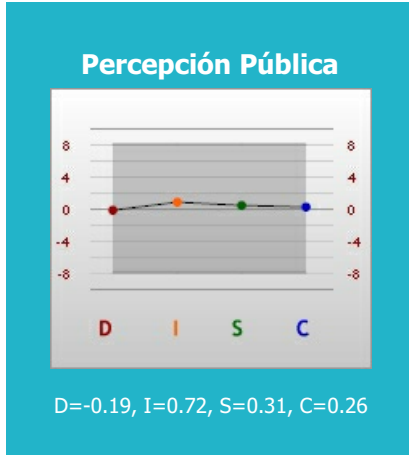 Percepción Pública
8 8
4 4
0 0
-4 -4
-8 -8
D I S C
D=-0.19, I=0.72, S=0.31, C=0.26